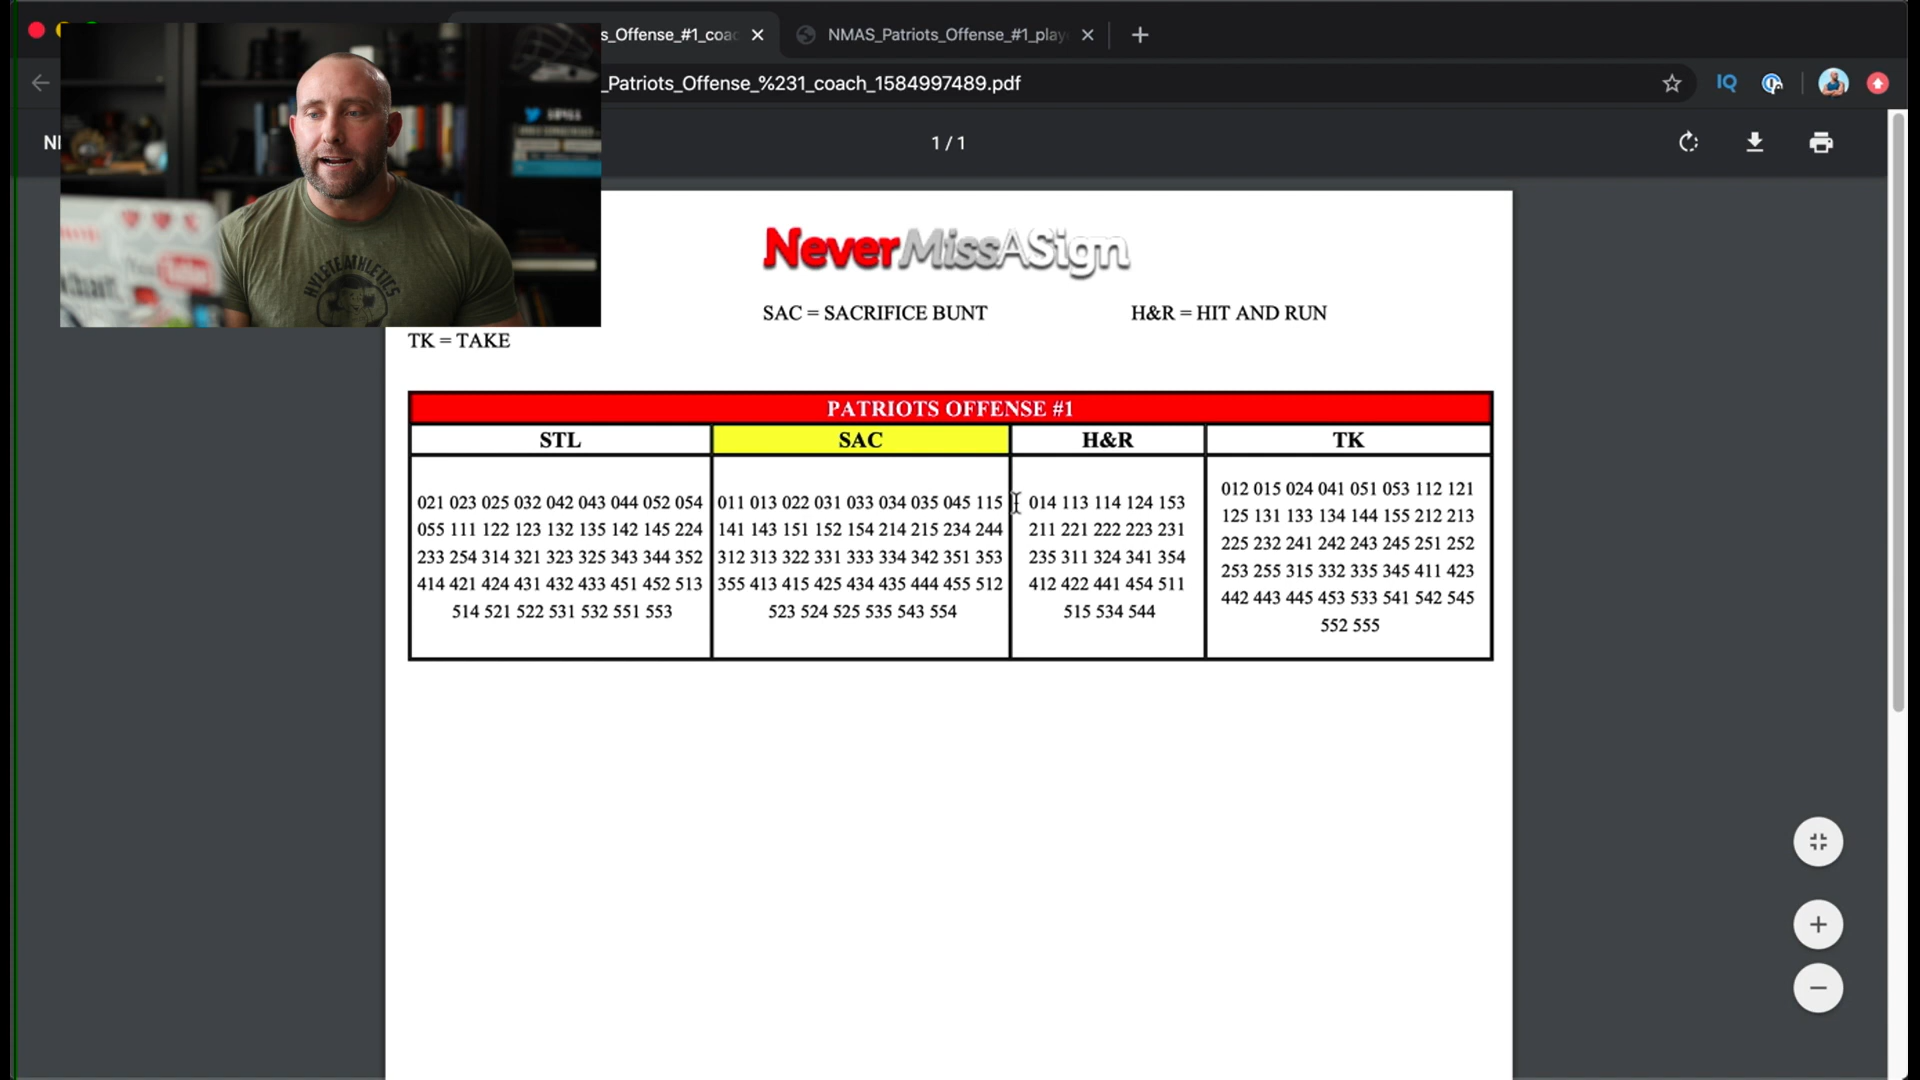 s_Offense_#1_coac
NMAS_Patriots_Offense_#1_play
_Patriots_Offense_%231_coach_1584997489.pdf
IQ
1 / 1
HYLETE ATHLETICS
NeverMissASign
SAC = SACRIFICE BUNT
H&R = HIT AND RUN
TK = TAKE
PATRIOTS OFFENSE #1
STL SAC H&R TK
021 023 025 032 042 043 044 052 054
055 111 122 123 132 135 142 145 224
233 254 314 321 323 325 343 344 352
414 421 424 431 432 433 451 452 513
514 521 522 531 532 551 553
011 013 022 031 033 034 035 045 115
141 143 151 152 154 214 215 234 244
312 313 322 331 333 334 342 351 353
355 413 415 425 434 435 444 455 512
523 524 525 535 543 554
014 113 114 124 153
211 221 222 223 231
235 311 324 341 354
412 422 441 454 511
515 534 544
012 015 024 041 051 053 112 121
125 131 133 134 144 155 212 213
225 232 241 242 243 245 251 252
253 255 315 332 335 345 411 423
442 443 445 453 533 541 542 545
552 555